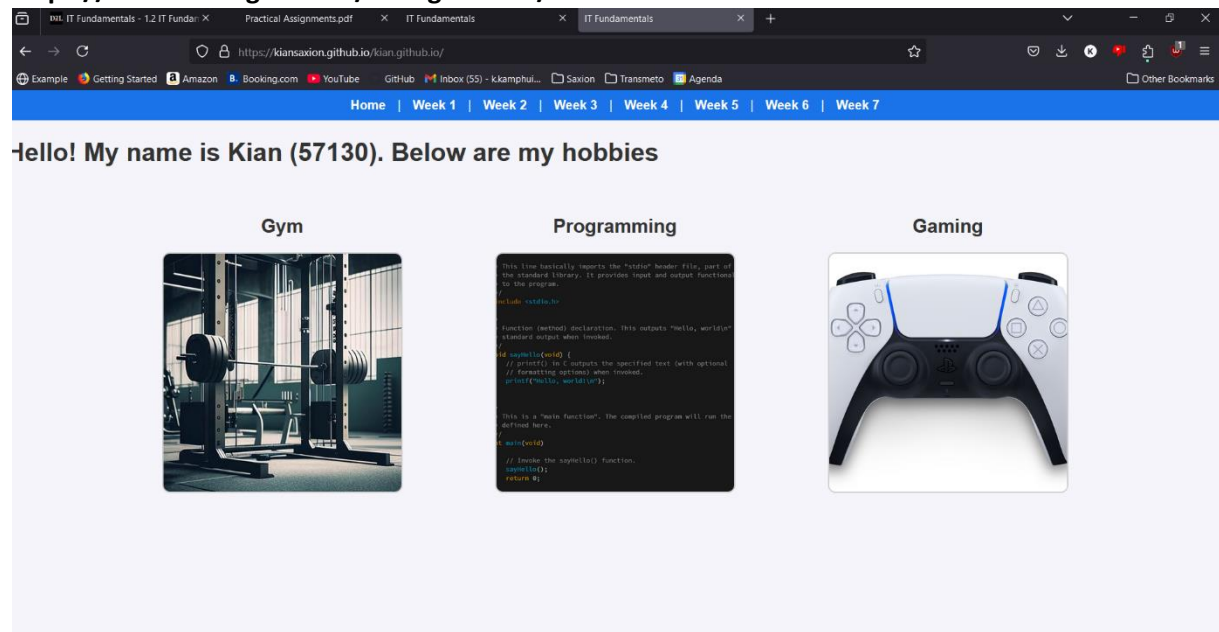 IT Fundamentals - 1.2 IT Fundan
Practical Assignments.pdf
IT Fundamentals
IT Fundamentals
https://kiansaxion.github.io/kian.github.io/
Example Getting Started Amazon Booking.com YouTube GitHub Inbox (55) - k.kamphui... Saxion Transmeto Agenda Other Bookmarks
Home | Week 1 | Week 2 | Week 3 | Week 4 | Week 5 | Week 6 | Week 7
Hello! My name is Kian (57130). Below are my hobbies
Gym Programming Gaming
This line basically imports the "stdio" header file, part of
the standard library. It provides input and output functional
to the program.
/
nclude <stdio.h>
Function (method) declaration. This outputs "Hello, world\n"
standard output when invoked.
/
id sayHello(void) {
// printf() in C outputs the specified text (with optional
// formatting options) when invoked.
printf("Hello, world!\n");
This is a "main function". The compiled program will run the
defined here.
/
t main(void)
// Invoke the sayHello() function.
sayHello();
return 0;